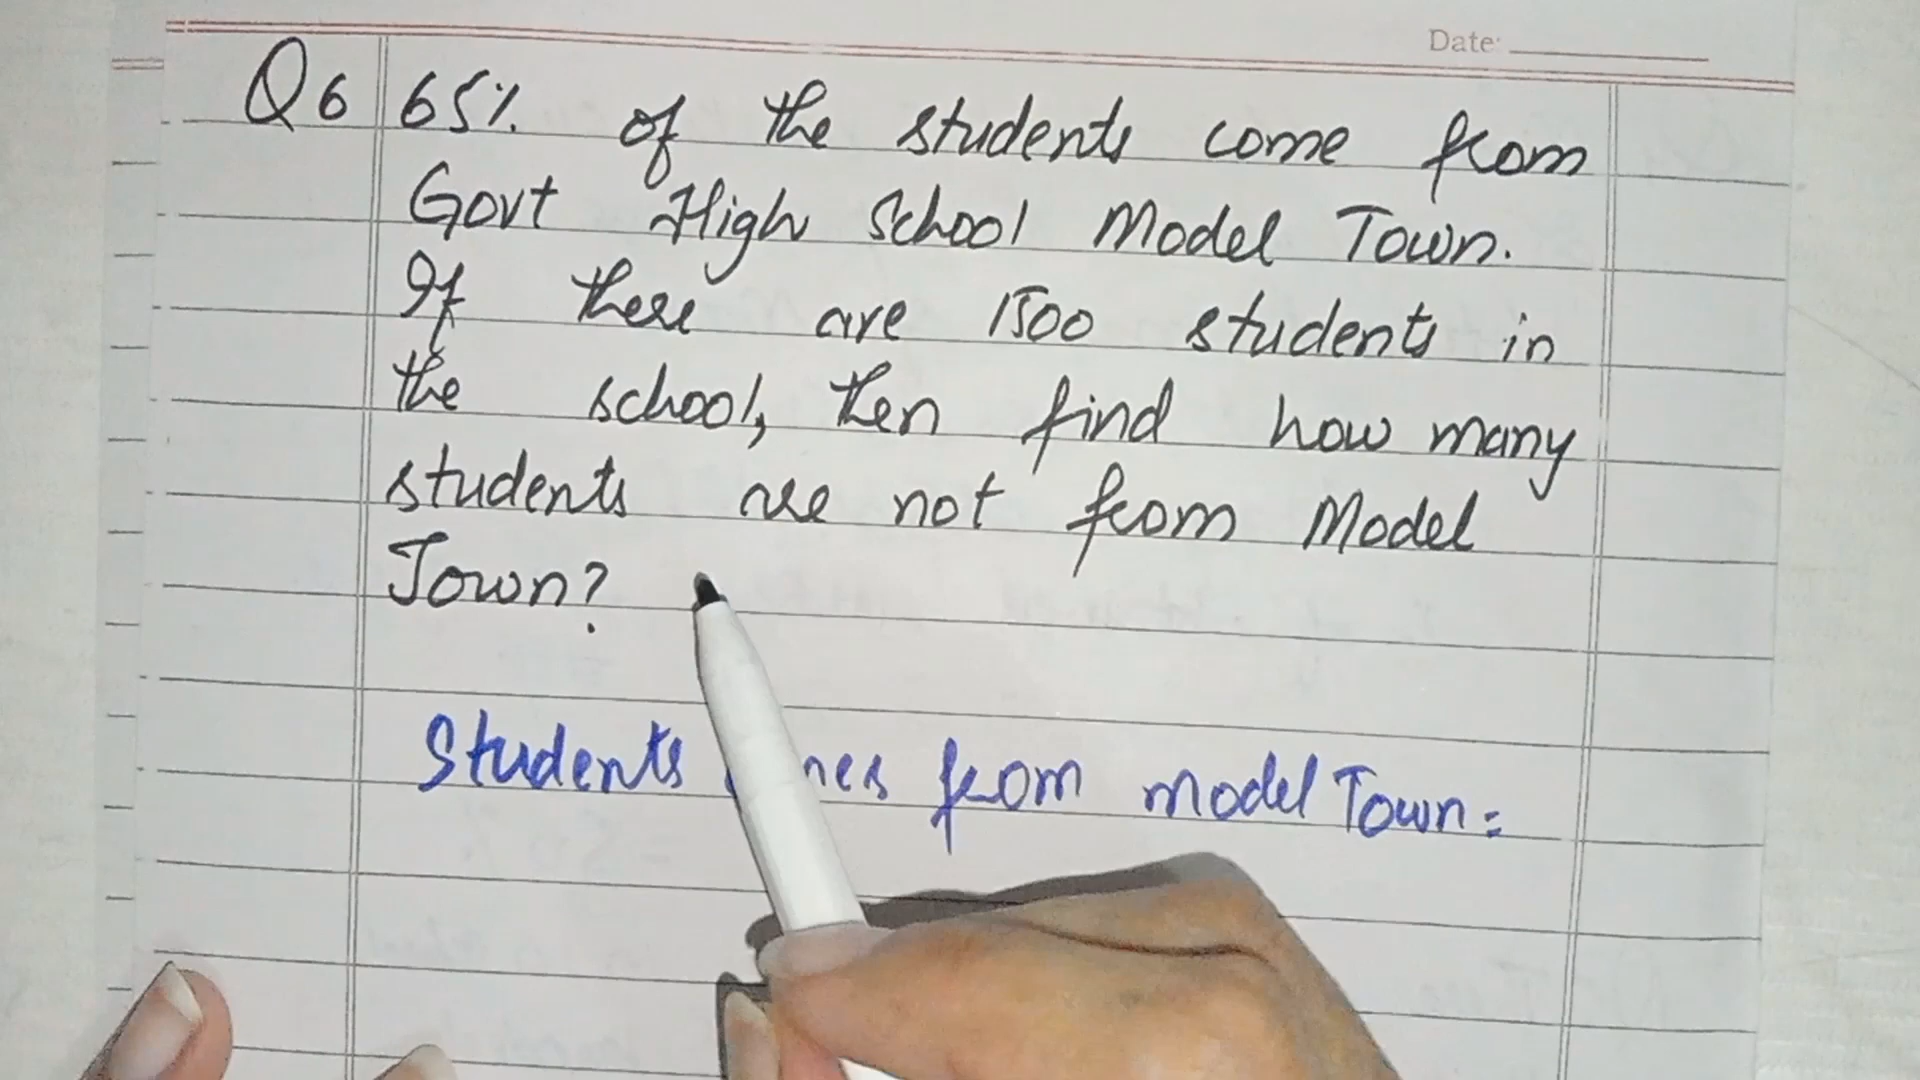 Date:
Q6 65% of the students come from
Govt High School Model Town.
If there are 1500 students in
the school, then find how many
students are not from Model
Town?
Students from model Town =